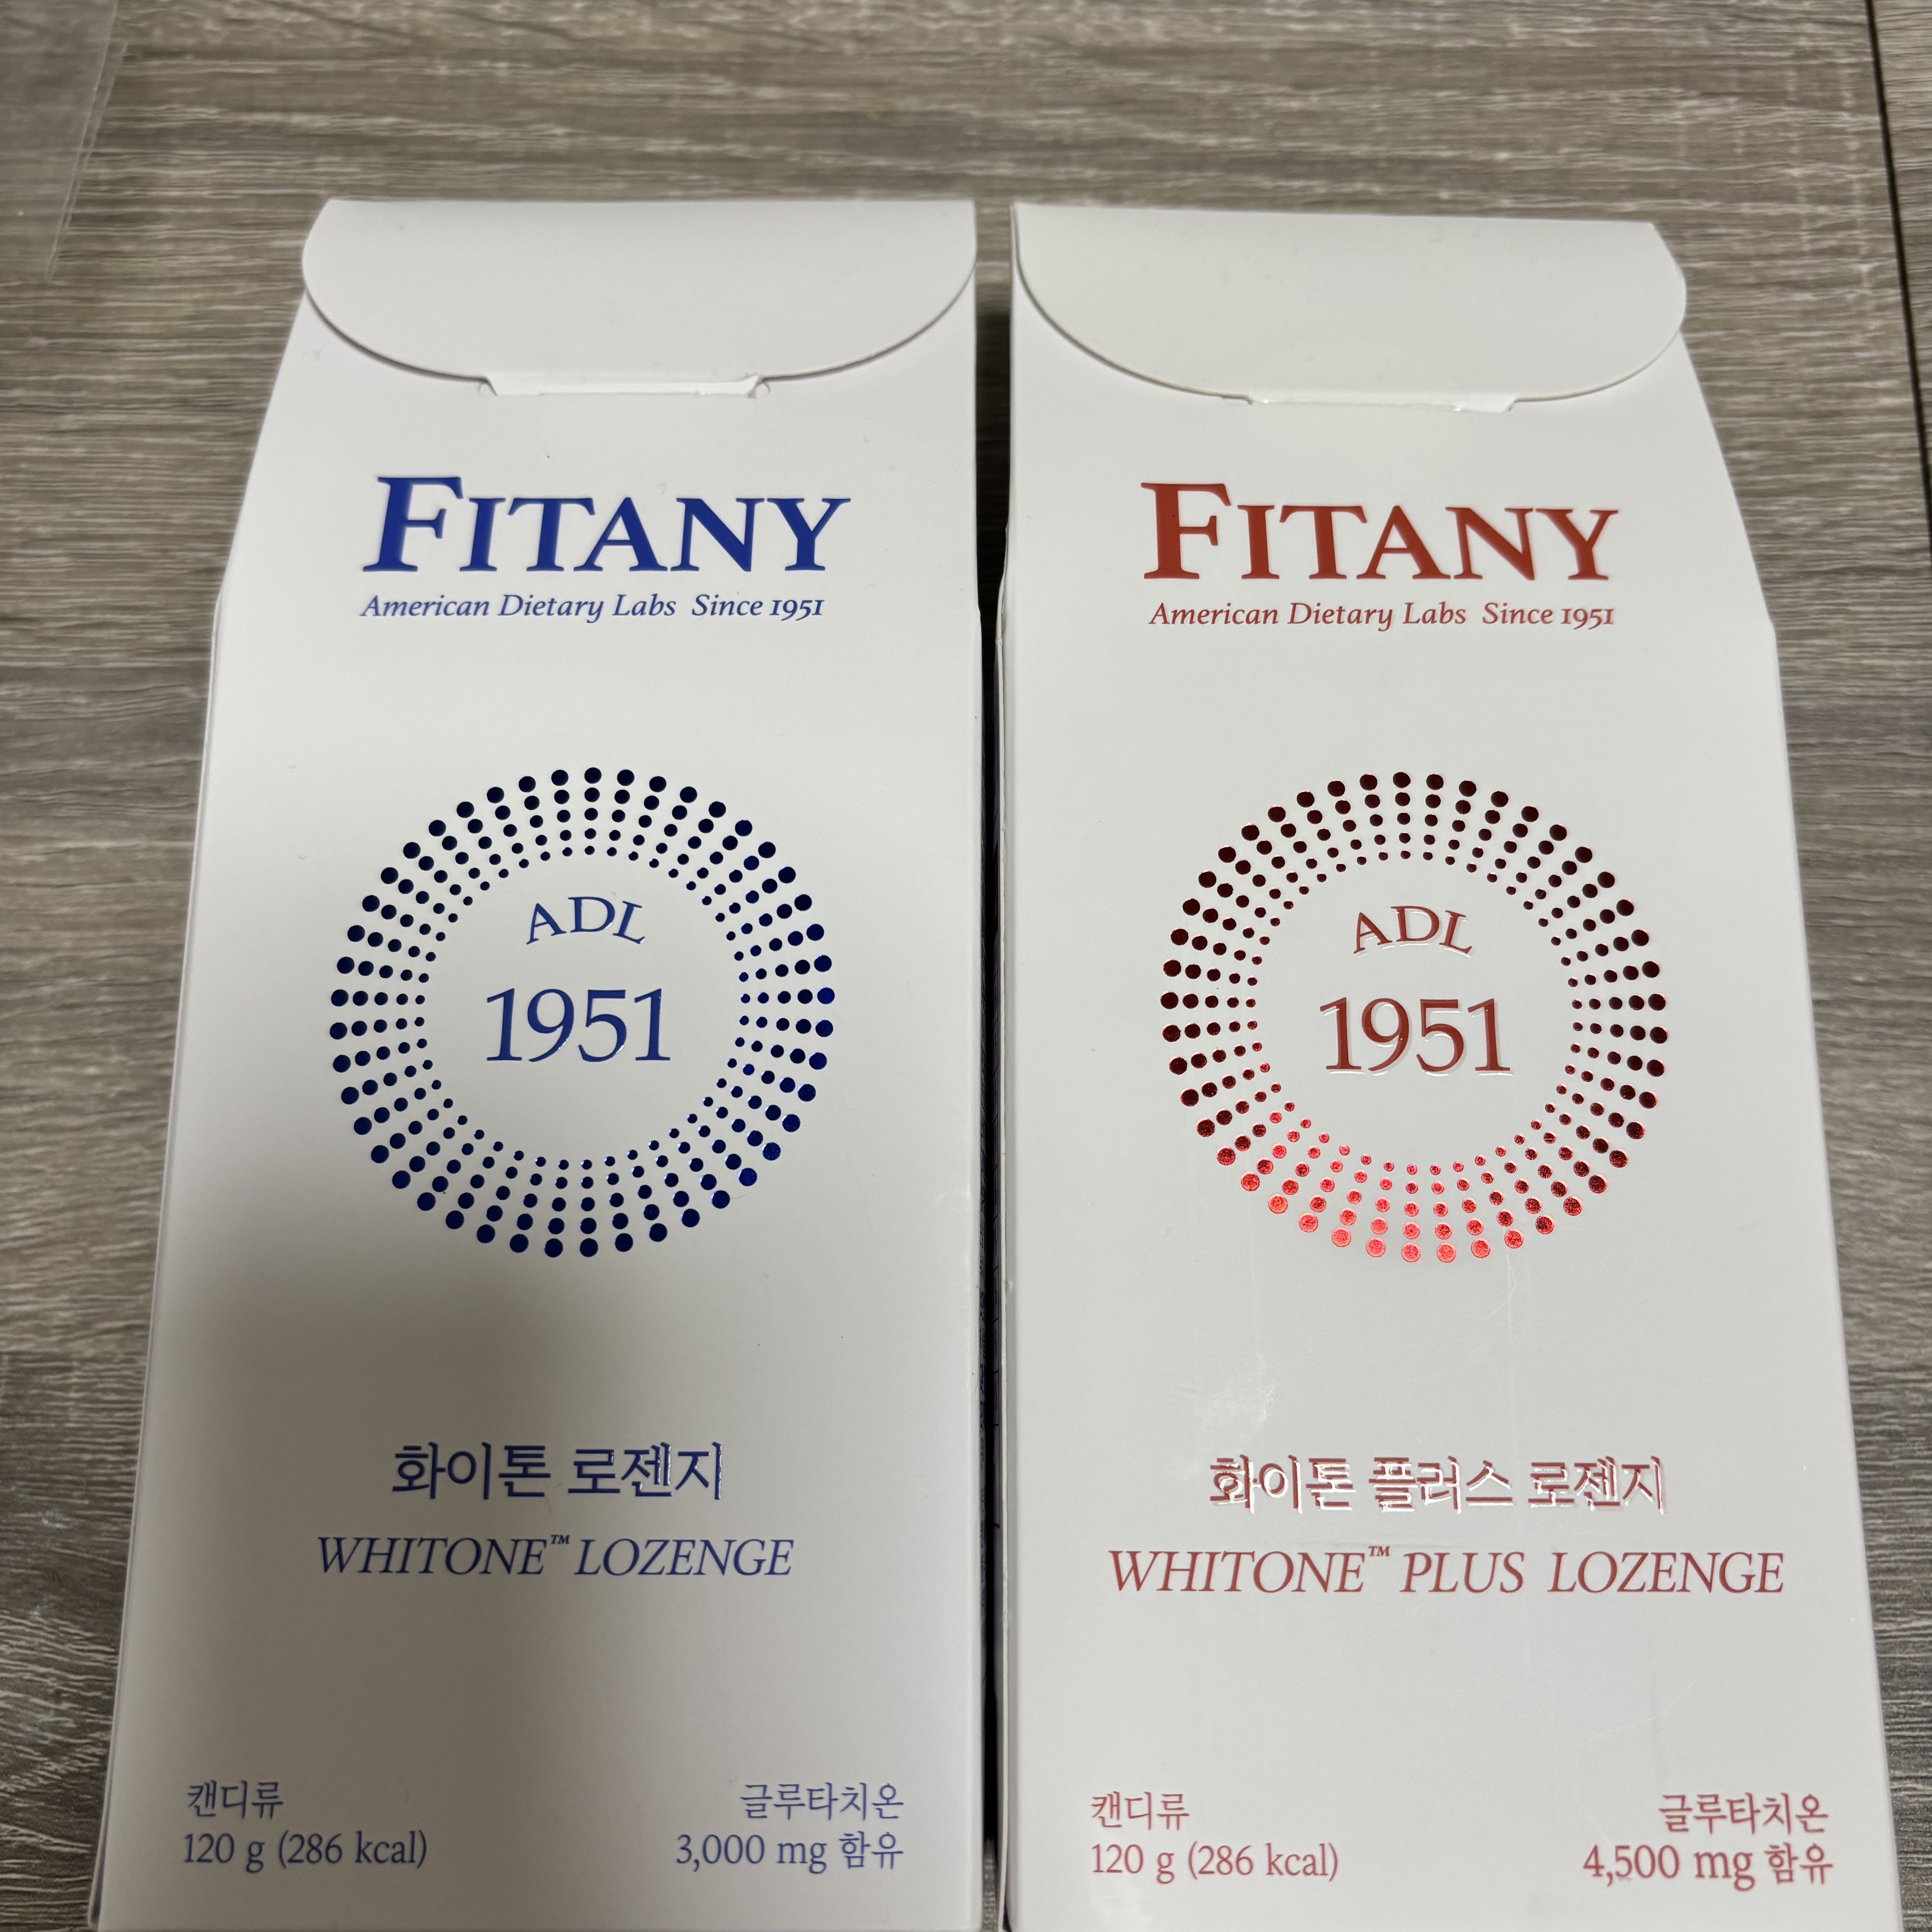 FITANY
American Dietary Labs Since 1951
ADL
1951
화이톤 로젠지
WHITONE™ LOZENGE
캔디류
120 g (286 kcal)
글루타치온
3,000 mg 함유
FITANY
American Dietary Labs Since 1951
ADL
1951
화이톤 플러스 로젠지
WHITONE™ PLUS LOZENGE
캔디류
120 g (286 kcal)
글루타치온
4,500 mg 함유